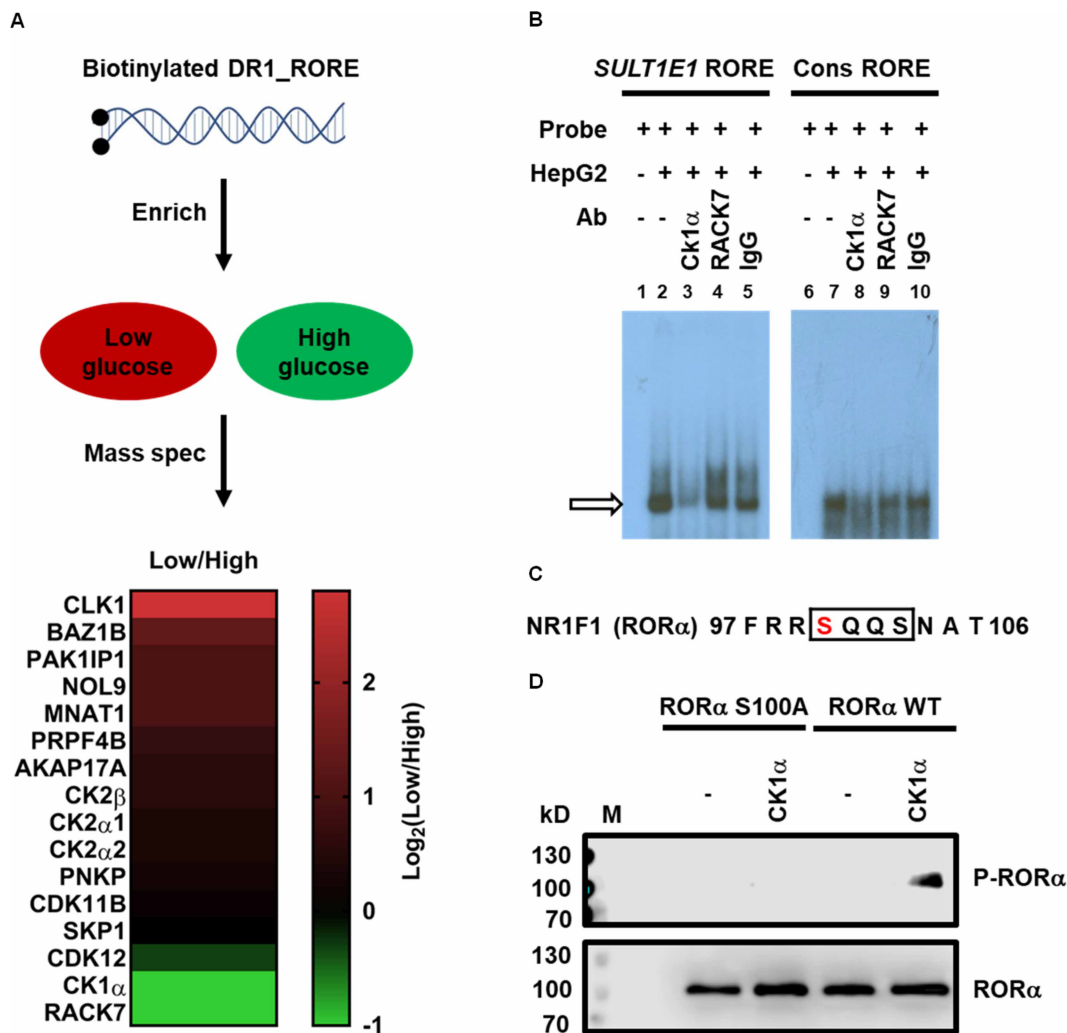 A
Biotinylated DR1_RORE
Enrich
Low glucose
High glucose
Mass spec
Low/High
CLK1
BAZ1B
PAK1IP1
NOL9
MNAT1
PRPF4B
AKAP17A
CK2β
CK2α1
CK2α2
PNKP
CDK11B
SKP1
CDK12
CK1α
RACK7
2
1
0
-1
Log2(Low/High)
B
SULT1E1 RORE Cons RORE
Probe + + + + + + + + + +
HepG2 - + + + + - + + + +
Ab - - Ck1α RACK7 IgG - - Ck1α RACK7 IgG
1 2 3 4 5 6 7 8 9 10
C
NR1F1 (RORα) 97 F R R S Q Q S N A T 106
D
RORα S100A RORα WT
kD M - CK1α - CK1α
130
100
70
P-RORα
130
100
70
RORα